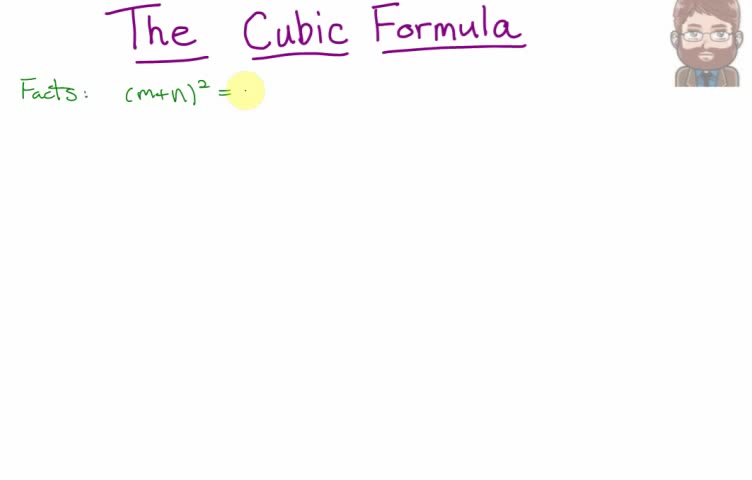 The Cubic Formula
Facts: (m+n)² =